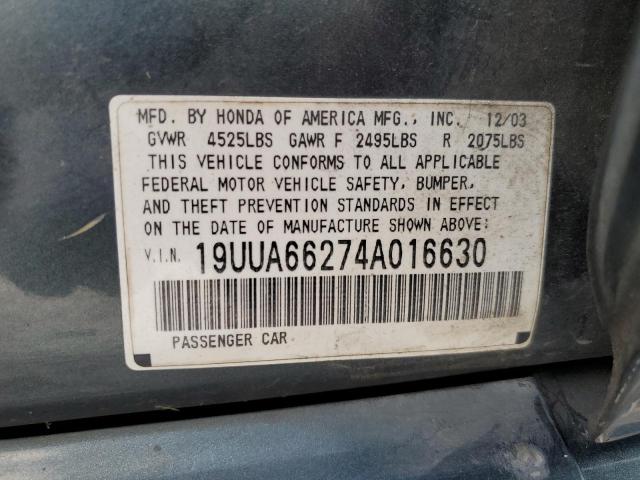 MFD. BY HONDA OF AMERICA MFG., INC. 12/03
GVWR 4525LBS GAWR F 2495LBS R 2075LBS
THIS VEHICLE CONFORMS TO ALL APPLICABLE
FEDERAL MOTOR VEHICLE SAFETY, BUMPER,
AND THEFT PREVENTION STANDARDS IN EFFECT
ON THE DATE OF MANUFACTURE SHOWN ABOVE:
V.I.N. 19UUA66274A016630
PASSENGER CAR